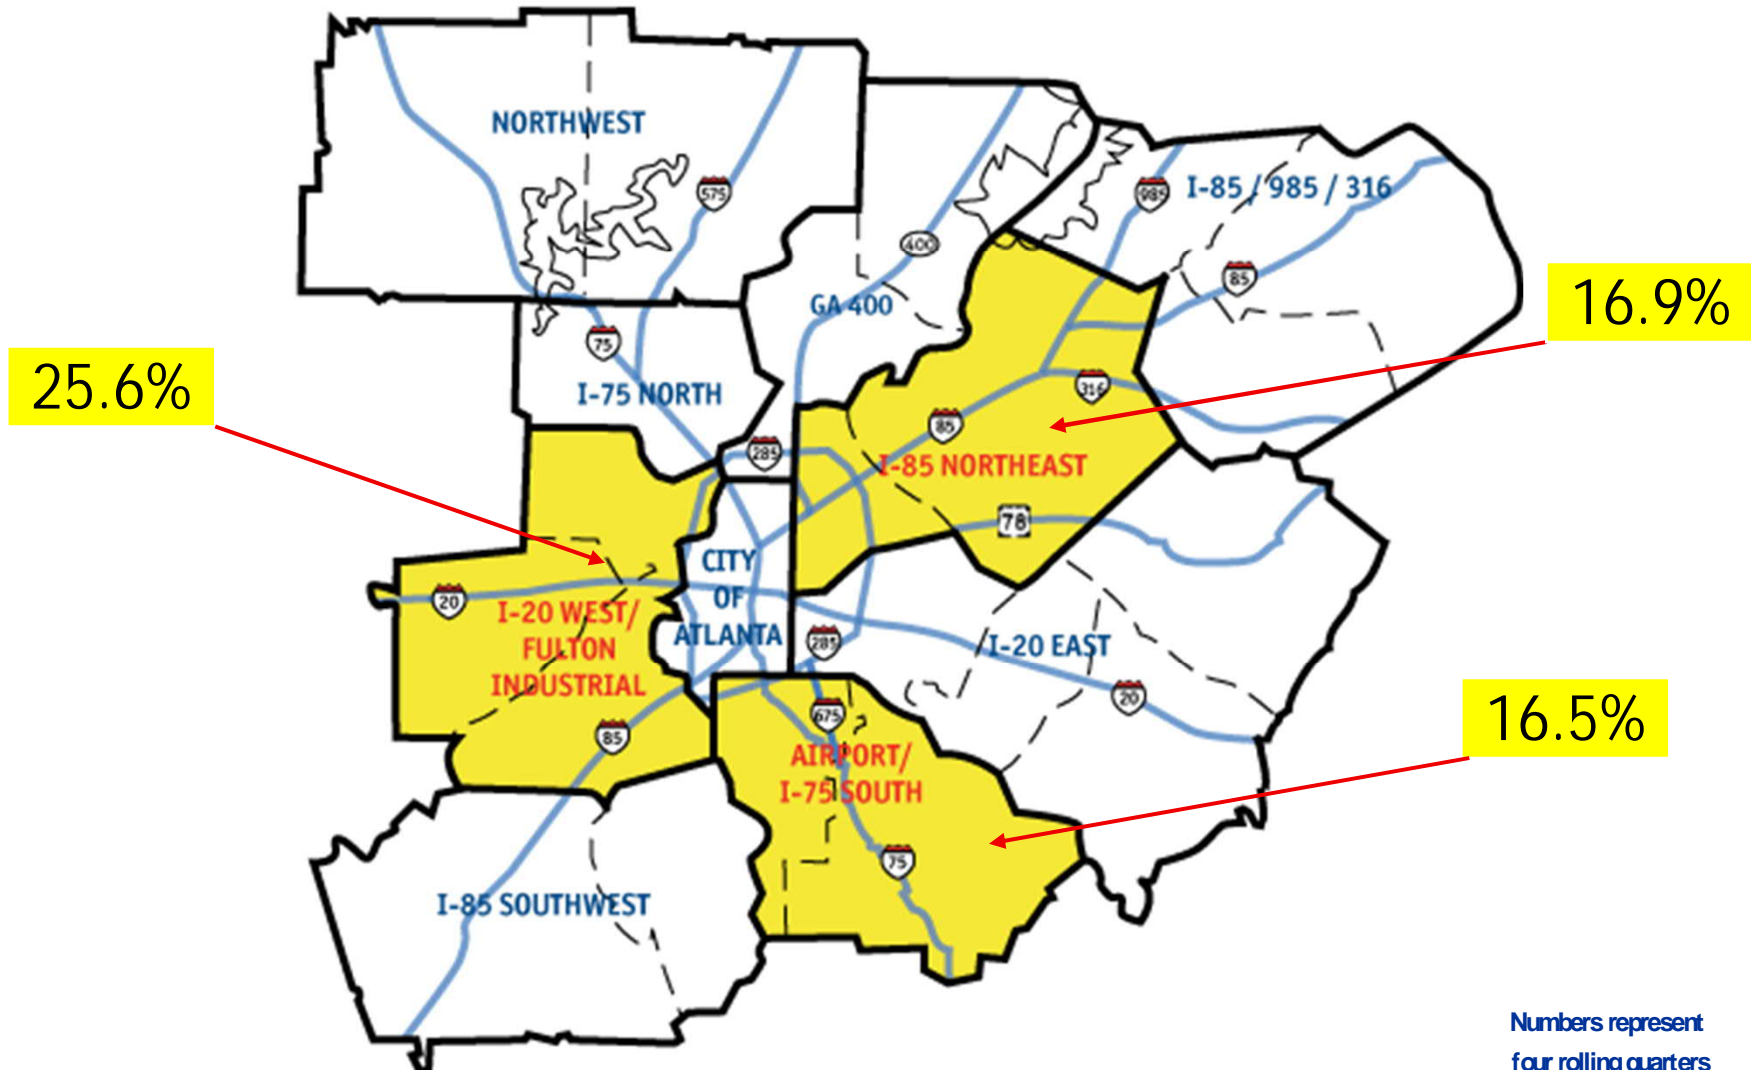 NORTHWEST
575
985
I-85 / 985 / 316
400
85
GA 400
16.9%
75
25.6%
I-75 NORTH
316
85
285
I-85 NORTHEAST
78
CITY
OF
ATLANTA
20
I-20 WEST/
FULTON
INDUSTRIAL
285
I-20 EAST
20
675
16.5%
85
AIRPORT/
I-75 SOUTH
75
I-85 SOUTHWEST
Numbers represent
four rolling quarters